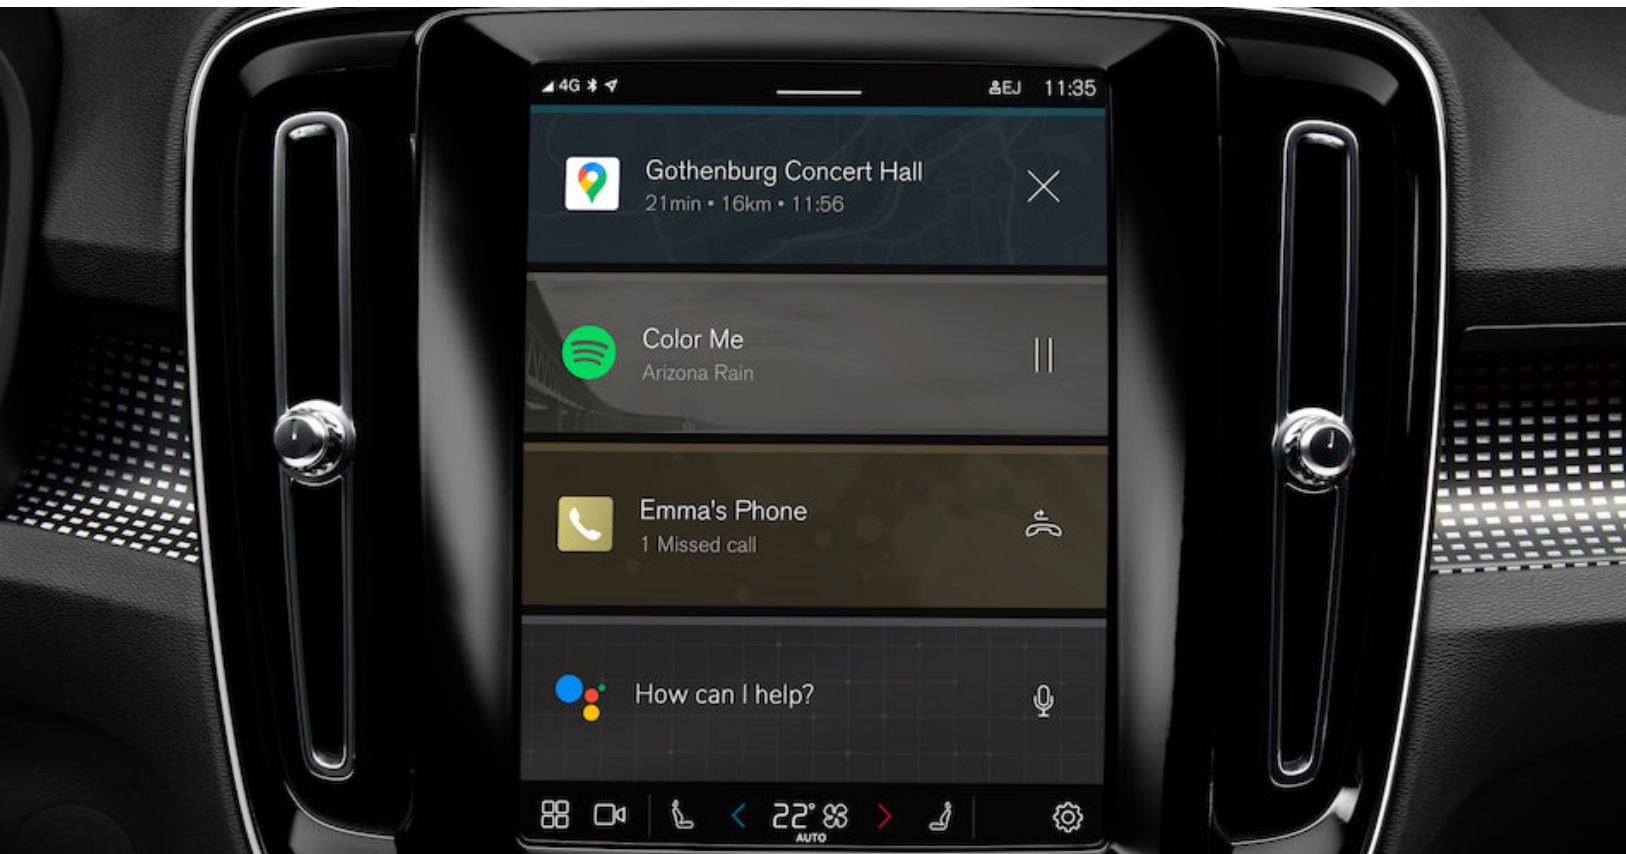 4G EJ 11:35
Gothenburg Concert Hall
21min • 16km • 11:56
Color Me
Arizona Rain
Emma's Phone
1 Missed call
How can I help?
22°
AUTO